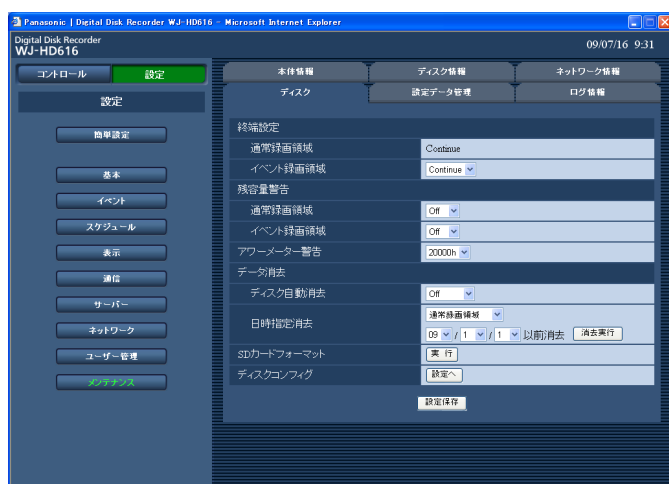 Panasonic | Digital Disk Recorder WJ-HD616 - Microsoft Internet Explorer
Digital Disk Recorder
WJ-HD616
09/07/16 9:31
コントロール 設定
設定
簡単設定
基本
イベント
スケジュール
表示
通信
サーバー
ネットワーク
ユーザー管理
メンテナンス
本体情報 ディスク情報 ネットワーク情報
ディスク 設定データ管理 ログ情報
終端設定
通常録画領域 Continue
イベント録画領域 Continue
残容量警告
通常録画領域 Off
イベント録画領域 Off
アワーメーター警告 20000h
データ消去
ディスク自動消去 Off
日時指定消去 通常録画領域
09 / 1 / 1 以前消去 消去実行
SDカードフォーマット 実 行
ディスクコンフィグ 設定へ
設定保存